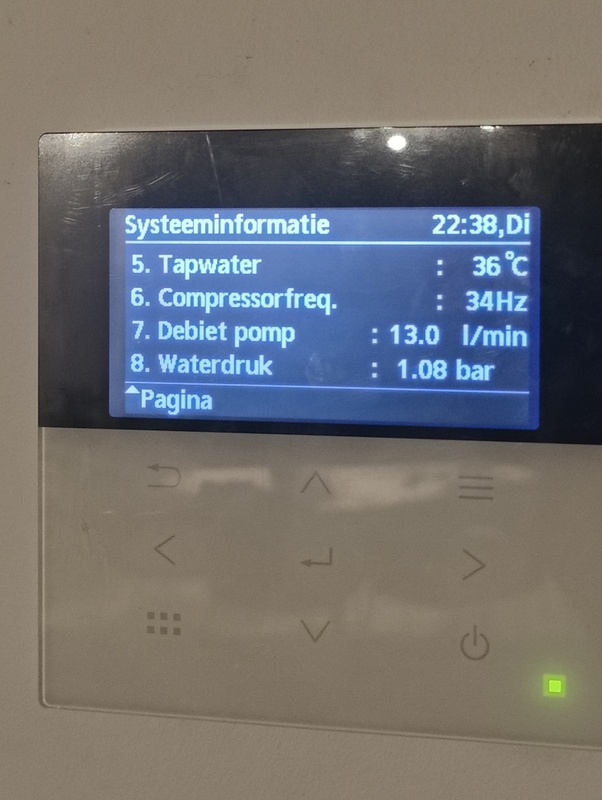 Systeeminformatie 22:38,Di
5. Tapwater : 36°C
6. Compressorfreq. : 34Hz
7. Debiet pomp : 13.0 l/min
8. Waterdruk : 1.08 bar
Pagina